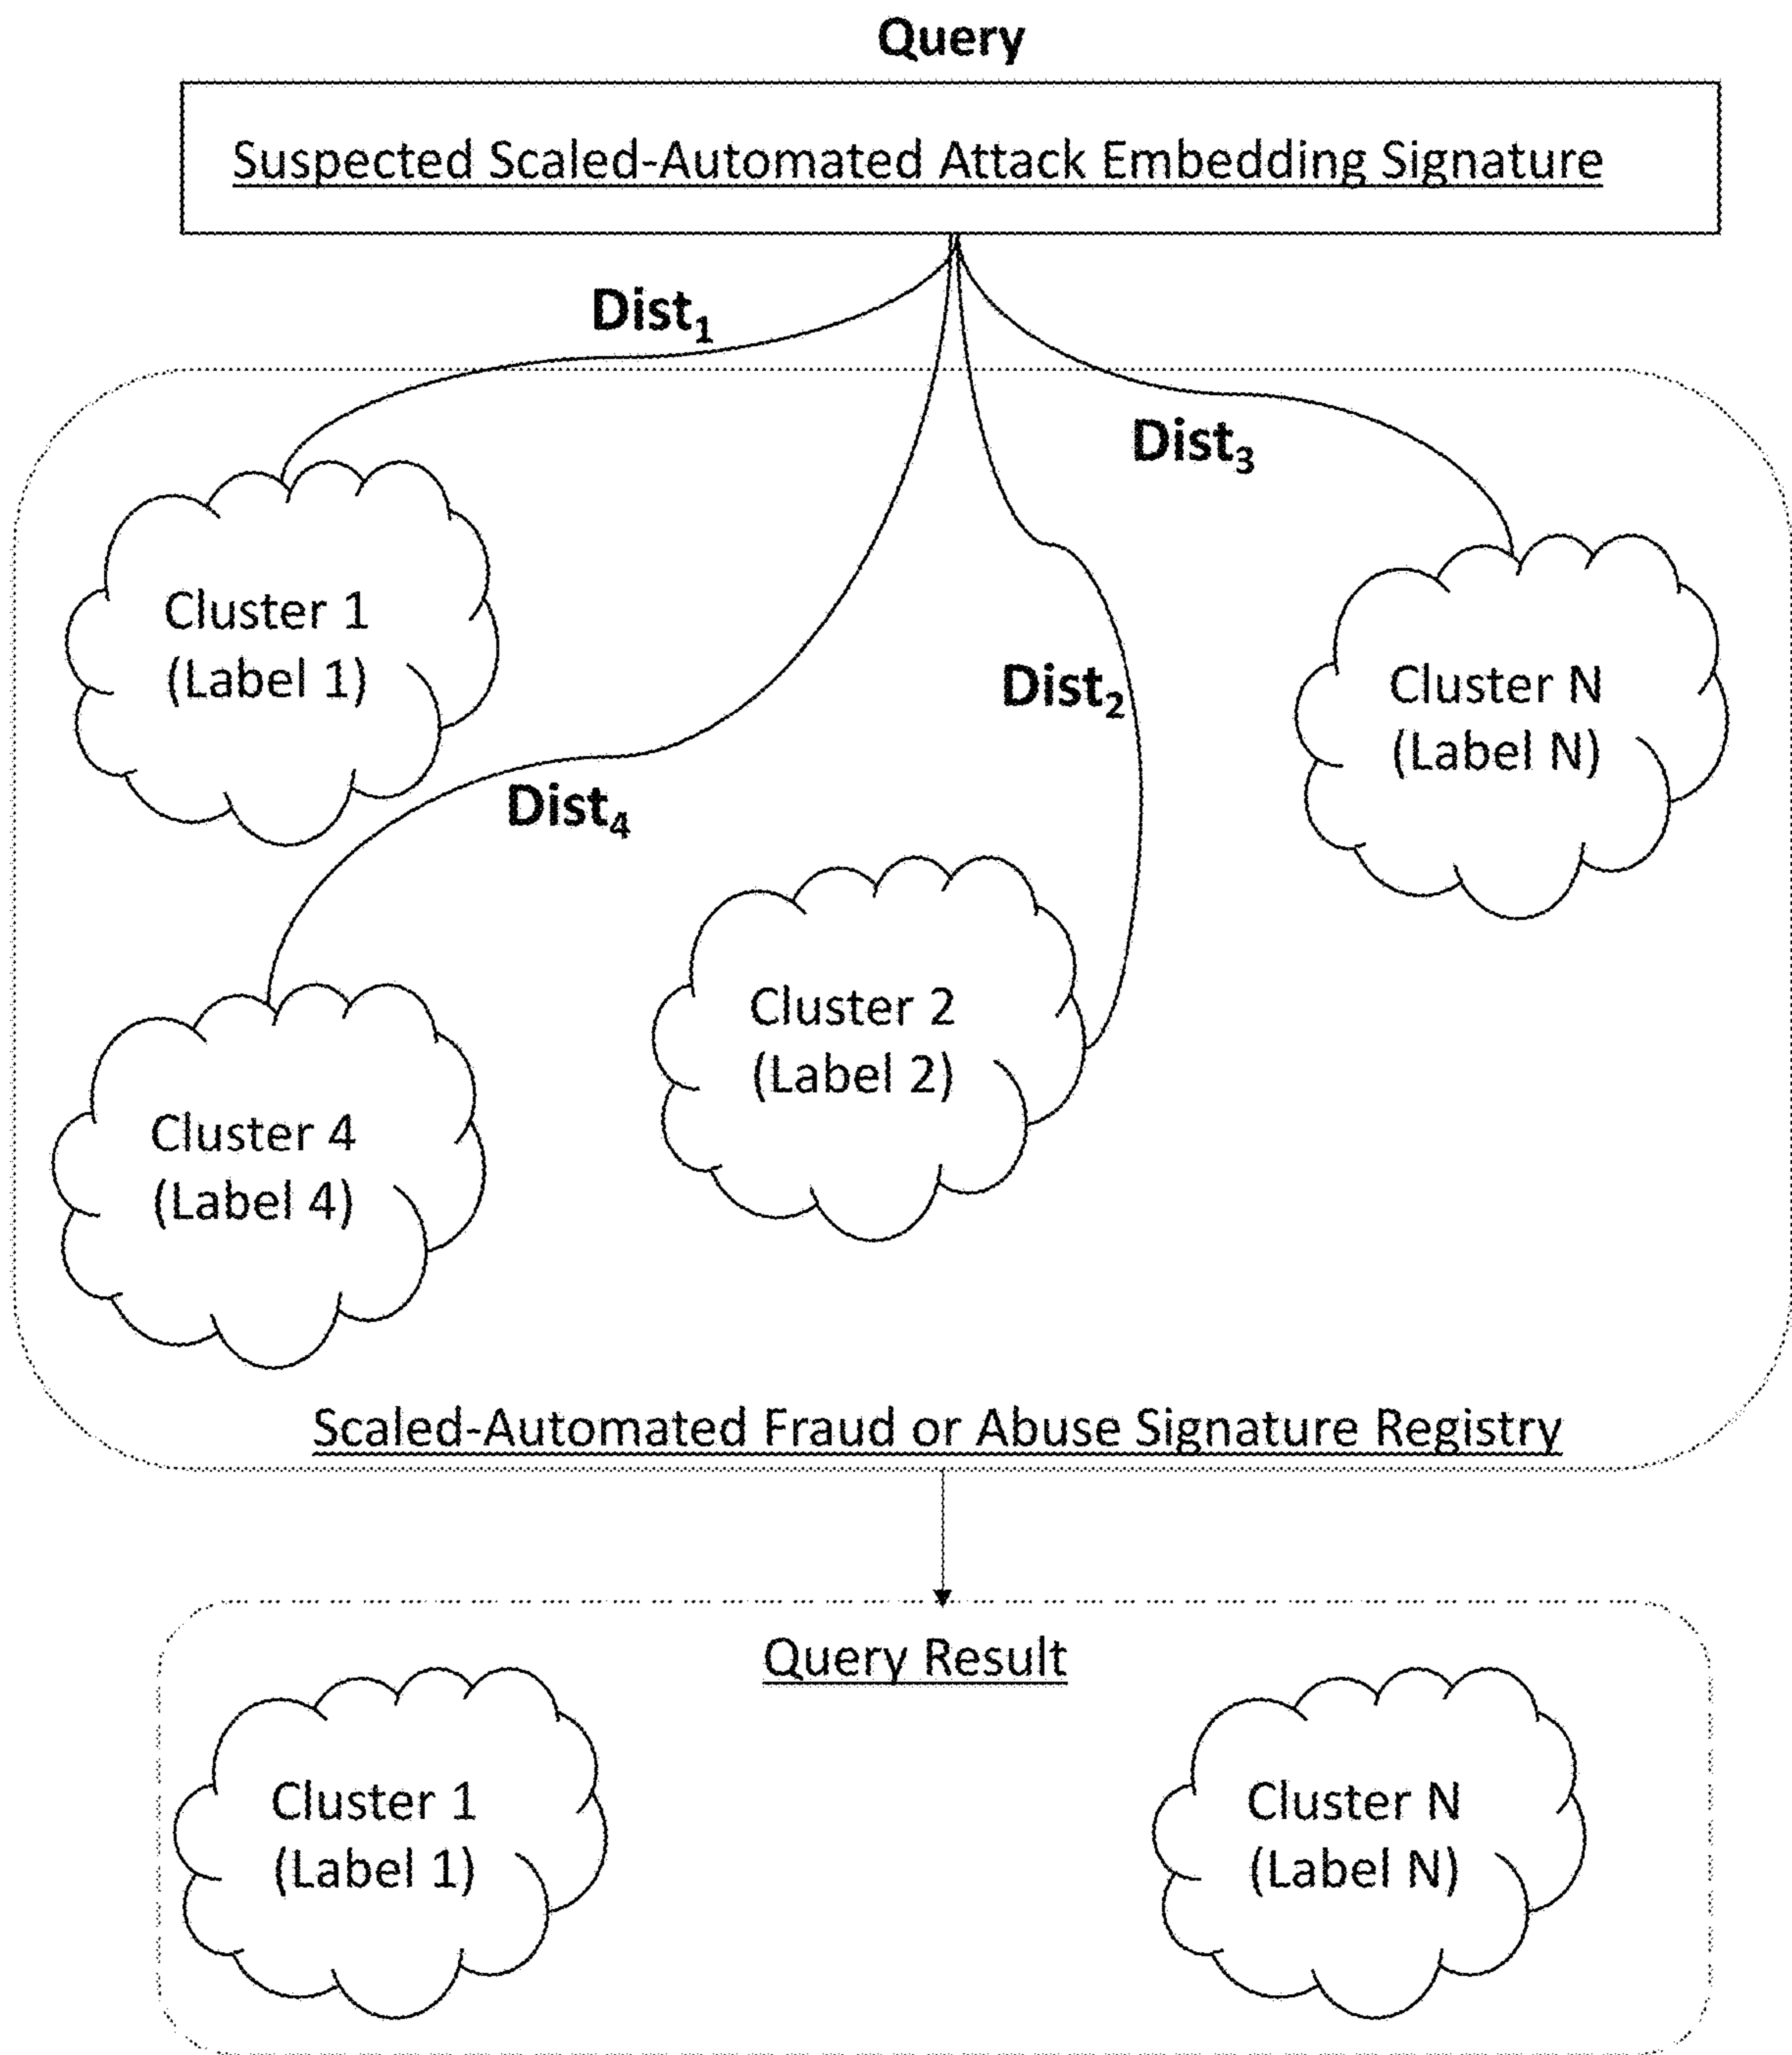 Query
Suspected Scaled-Automated Attack Embedding Signature
Dist₁
Dist₃
Cluster 1
(Label 1)
Dist₂
Cluster N
(Label N)
Dist₄
Cluster 2
(Label 2)
Cluster 4
(Label 4)
Scaled-Automated Fraud or Abuse Signature Registry
Query Result
Cluster 1
(Label 1)
Cluster N
(Label N)